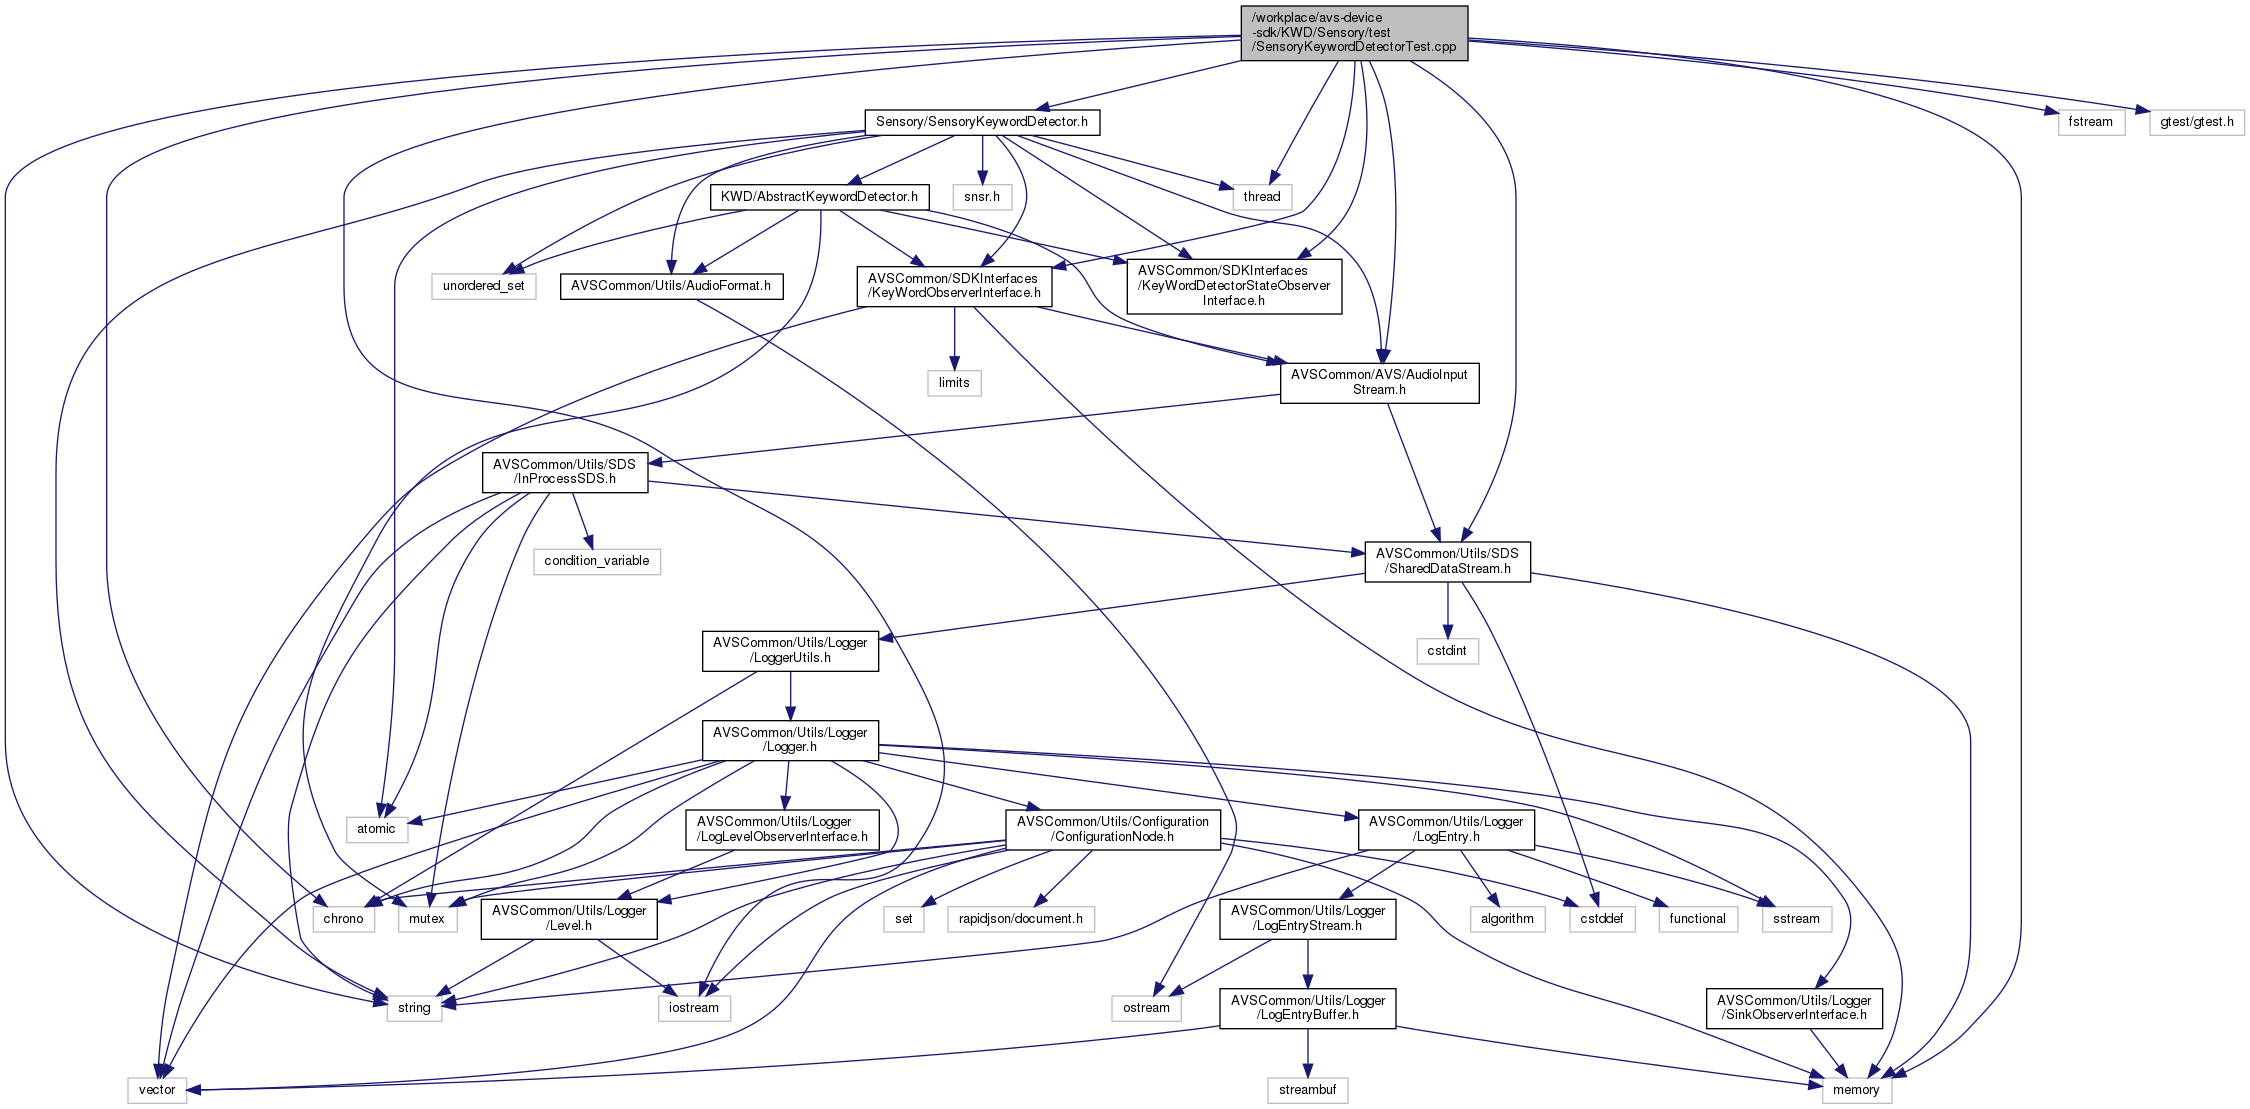 /workplace/avs-device
-sdk/KWD/Sensory/test
/SensoryKeywordDetectorTest.cpp
Sensory/SensoryKeywordDetector.h
fstream
gtest/gtest.h
KWD/AbstractKeywordDetector.h
snsr.h
thread
unordered_set
AVSCommon/Utils/AudioFormat.h
AVSCommon/SDKInterfaces
/KeyWordObserverInterface.h
AVSCommon/SDKInterfaces
/KeyWordDetectorStateObserver
Interface.h
limits
AVSCommon/AVS/AudioInput
Stream.h
AVSCommon/Utils/SDS
/InProcessSDS.h
condition_variable
AVSCommon/Utils/SDS
/SharedDataStream.h
AVSCommon/Utils/Logger
/LoggerUtils.h
cstdint
AVSCommon/Utils/Logger
/Logger.h
atomic
AVSCommon/Utils/Logger
/LogLevelObserverInterface.h
AVSCommon/Utils/Configuration
/ConfigurationNode.h
AVSCommon/Utils/Logger
/LogEntry.h
chrono
mutex
AVSCommon/Utils/Logger
/Level.h
set
rapidjson/document.h
AVSCommon/Utils/Logger
/LogEntryStream.h
algorithm
cstddef
functional
sstream
string
iostream
ostream
AVSCommon/Utils/Logger
/LogEntryBuffer.h
AVSCommon/Utils/Logger
/SinkObserverInterface.h
vector
streambuf
memory